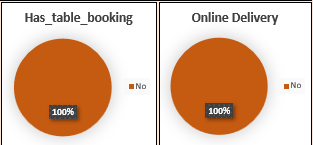 Has_table_booking
No
100%
Online Delivery
No
100%